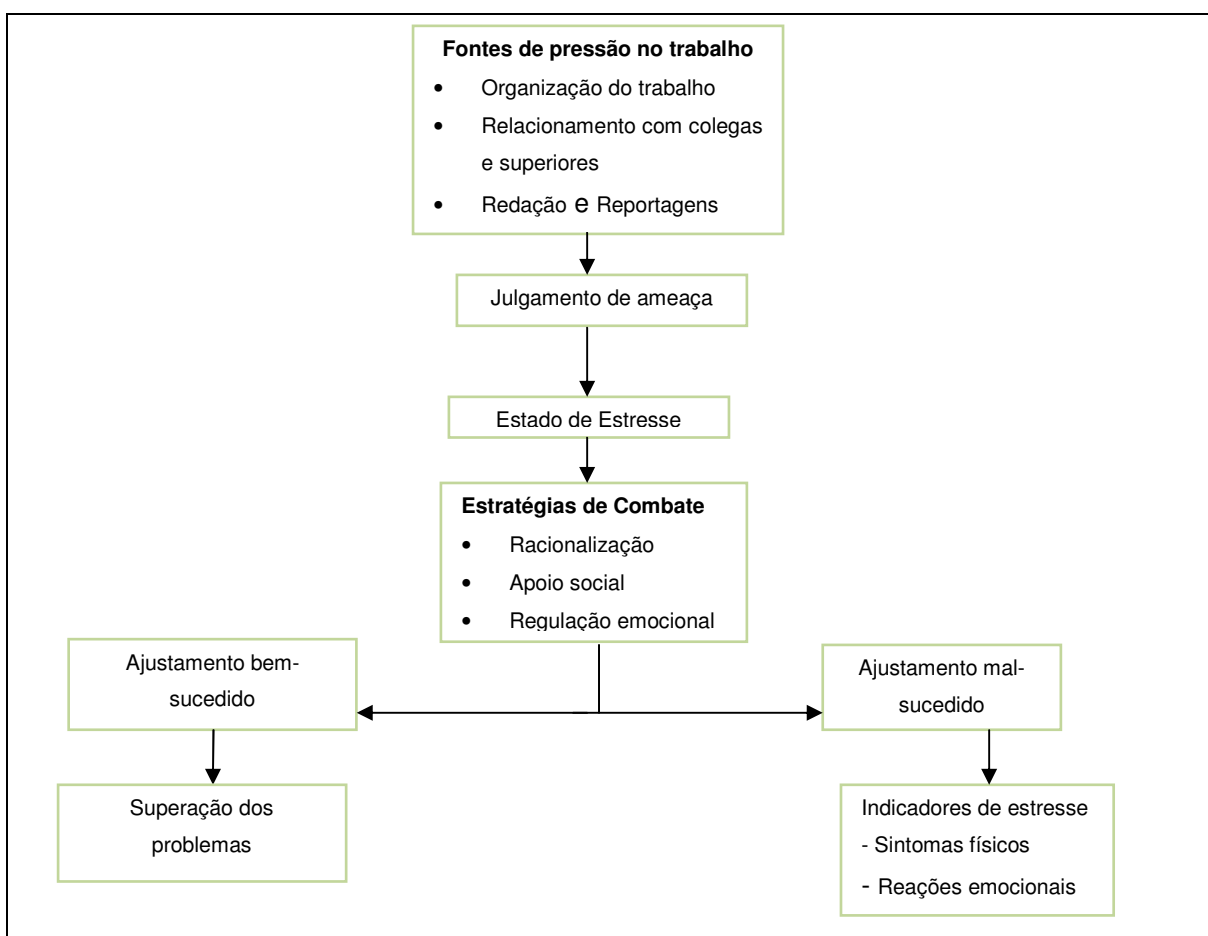 Fontes de pressão no trabalho
• Organização do trabalho
• Relacionamento com colegas
e superiores
• Redação e Reportagens
Julgamento de ameaça
Estado de Estresse
Estratégias de Combate
• Racionalização
• Apoio social
• Regulação emocional
Ajustamento bem-
sucedido
Ajustamento mal-
sucedido
Superação dos
problemas
Indicadores de estresse
- Sintomas físicos
- Reações emocionais